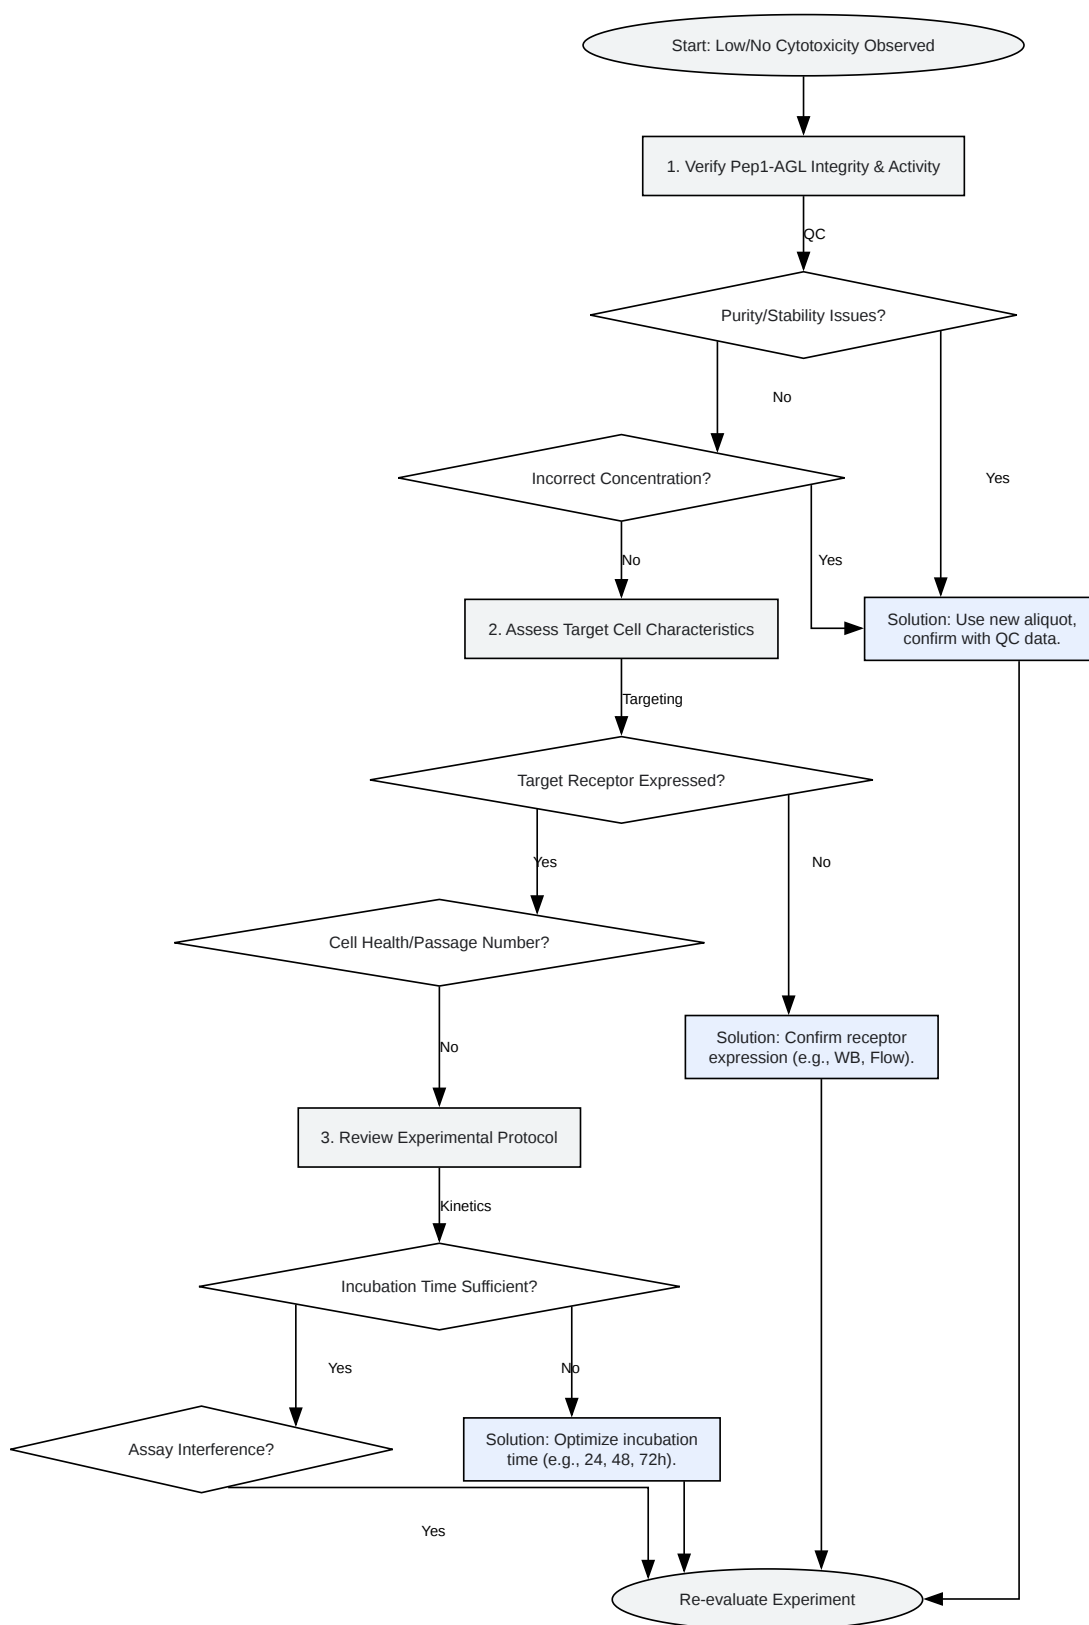 Start: Low/No Cytotoxicity Observed
1. Verify Pep1-AGL Integrity & Activity
QC
Purity/Stability Issues?
No
Incorrect Concentration?
Yes
No
Yes
Solution: Use new aliquot,
confirm with QC data.
2. Assess Target Cell Characteristics
Targeting
Target Receptor Expressed?
Yes
No
Cell Health/Passage Number?
Solution: Confirm receptor
expression (e.g., WB, Flow).
No
3. Review Experimental Protocol
Kinetics
Incubation Time Sufficient?
Yes
No
Assay Interference?
Solution: Optimize incubation
time (e.g., 24, 48, 72h).
Yes
Re-evaluate Experiment